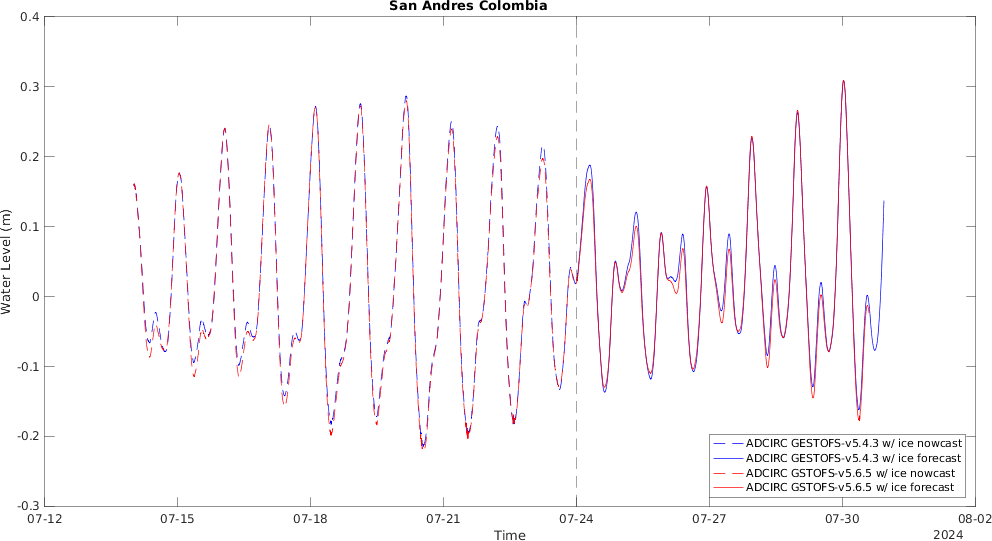 San Andres Colombia
0.4
0.3
0.2
0.1
0
-0.1
-0.2
-0.3
Water Level (m)
ADCIRC GESTOFS-v5.4.3 w/ ice nowcast
ADCIRC GESTOFS-v5.4.3 w/ ice forecast
ADCIRC GSTOFS-v5.6.5 w/ ice nowcast
ADCIRC GSTOFS-v5.6.5 w/ ice forecast
07-12 07-15 07-18 07-21 07-24 07-27 07-30 08-02
Time
2024